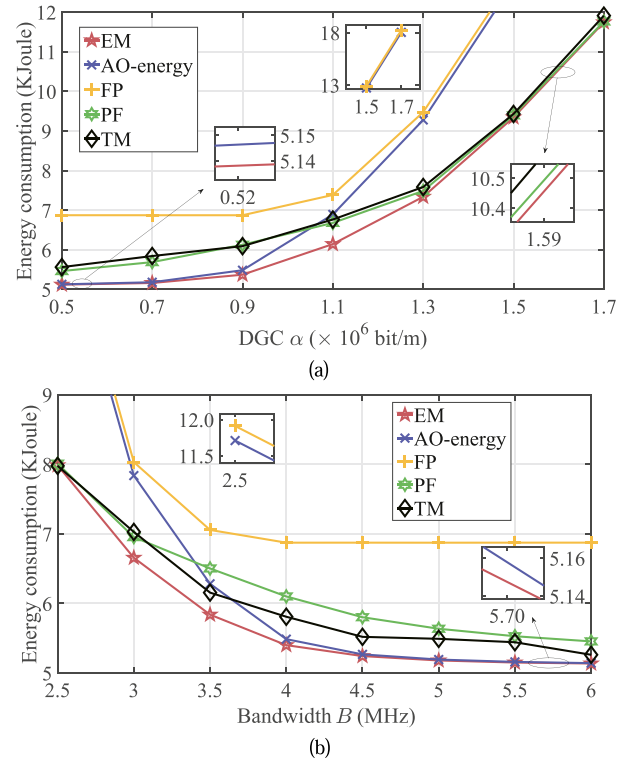 Energy consumption (KJoule)
12
11
10
9
8
7
6
5
EM
AO-energy
FP
PF
TM
18
13
1.5 1.7
5.15
5.14
0.52
10.5
10.4
1.59
0.5 0.7 0.9 1.1 1.3 1.5 1.7
DGC α (× 10⁶ bit/m)
(a)
Energy consumption (KJoule)
9
8
7
6
5
12.0
11.5
2.5
EM
AO-energy
FP
PF
TM
5.16
5.14
5.70
2.5 3 3.5 4 4.5 5 5.5 6
Bandwidth B (MHz)
(b)